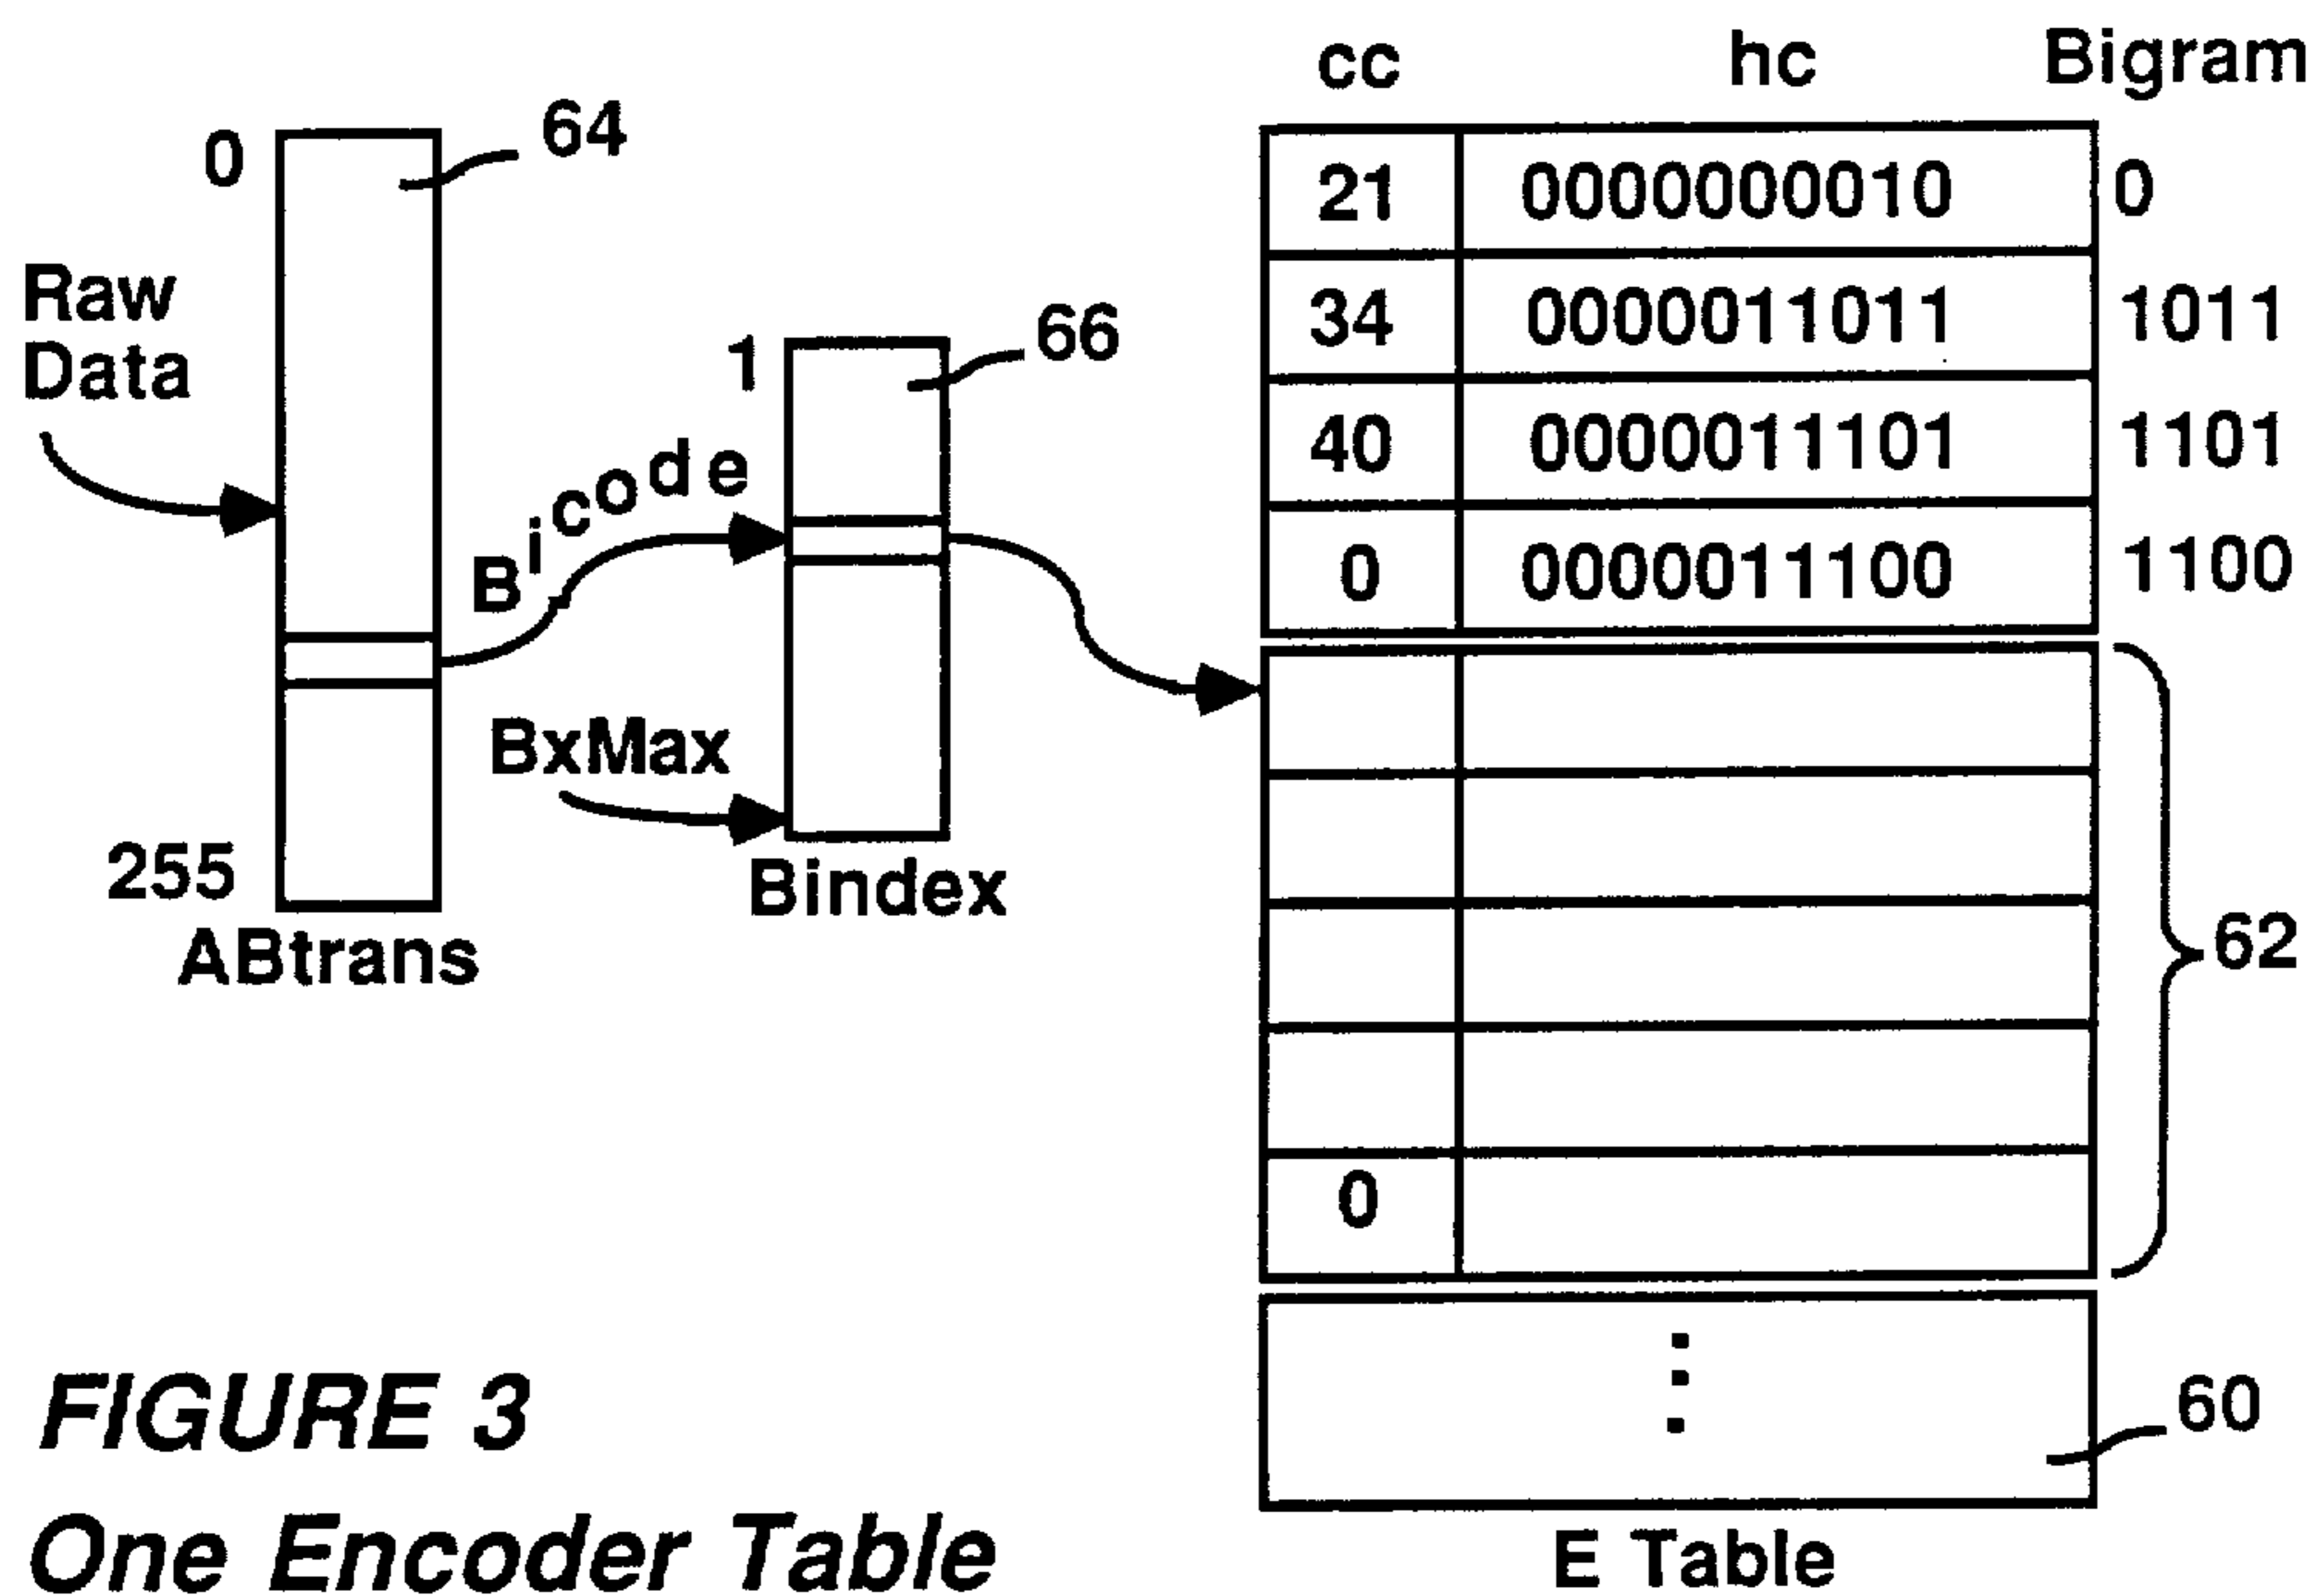 cc hc Bigram
0 64
21 0000000010 0
Raw
Data
34 0000011011 1011
1 66
40 0000011101 1101
Bicode
0 0000011100 1100
BxMax
255
Bindex
ABtrans
62
0
60
FIGURE 3
One Encoder Table
E Table